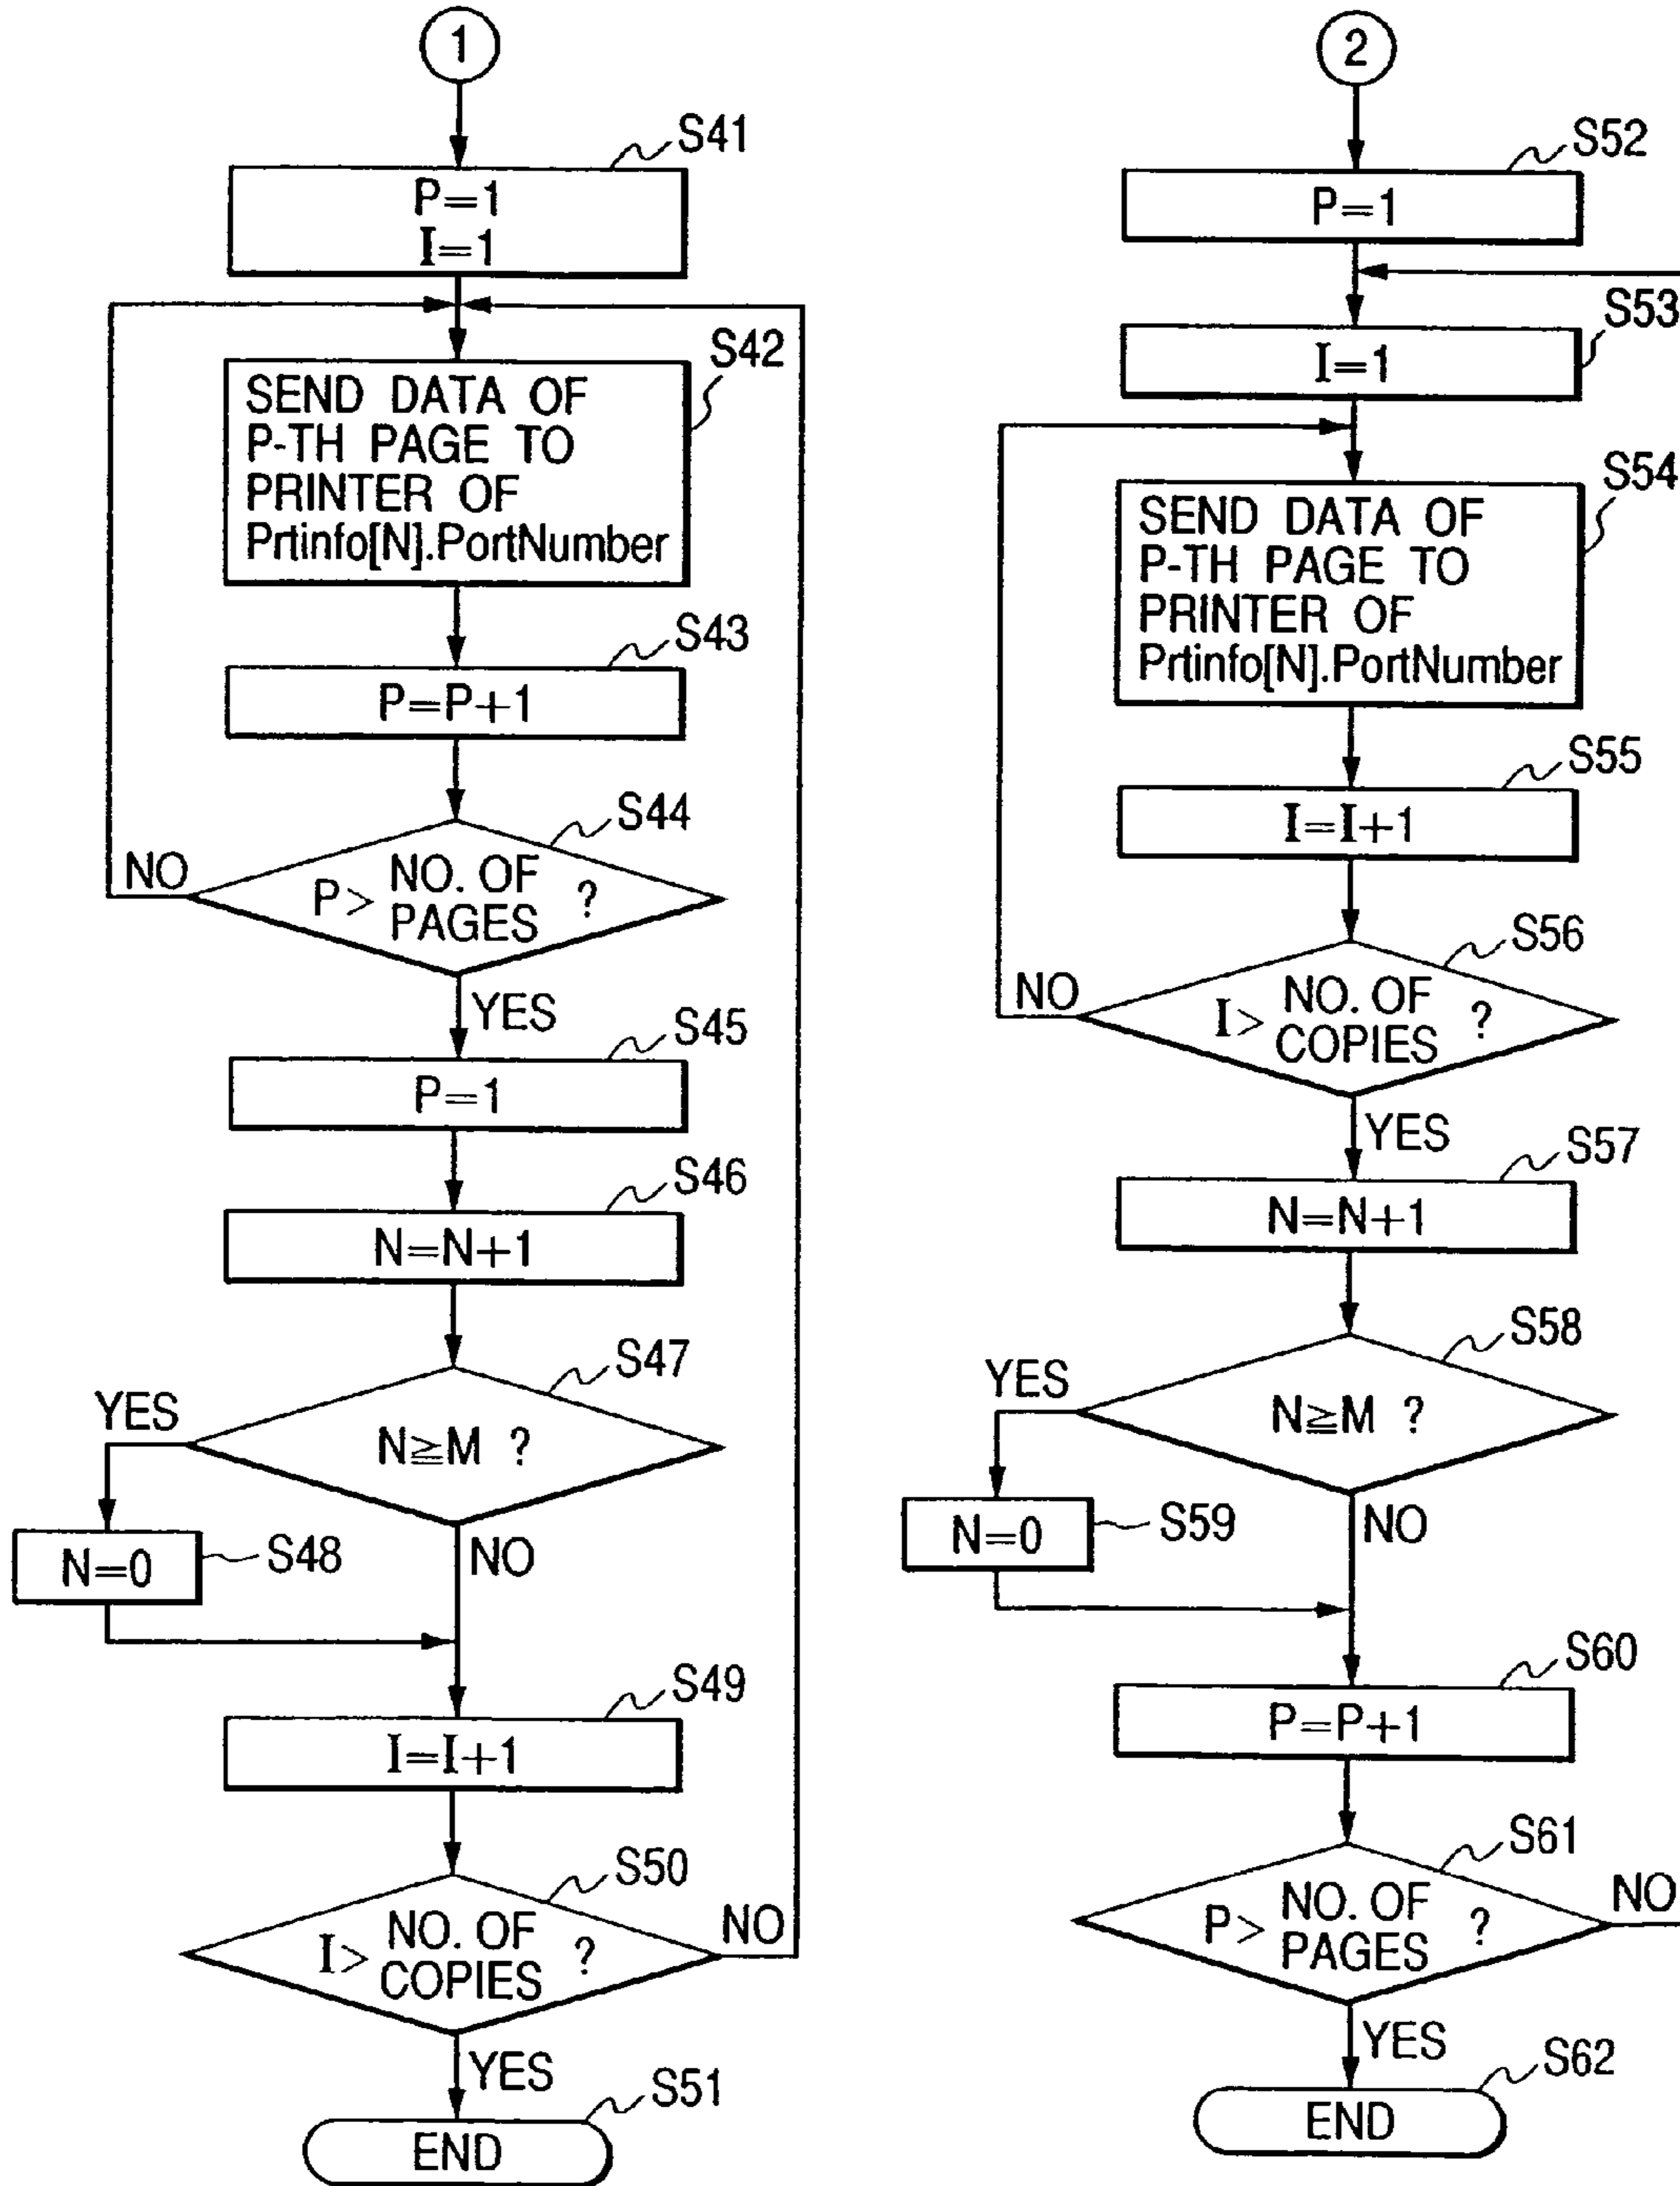 1
S41
P=1
I=1
S42
SEND DATA OF
P-TH PAGE TO
PRINTER OF
Prtinfo[N].PortNumber
S43
P=P+1
S44
NO
P> NO. OF
PAGES ?
YES
S45
P=1
S46
N=N+1
S47
YES
N≧M ?
S48
N=0
NO
S49
I=I+1
S50
I> NO. OF
COPIES ?
NO
YES
S51
END
2
S52
P=1
S53
I=1
S54
SEND DATA OF
P-TH PAGE TO
PRINTER OF
Prtinfo[N].PortNumber
S55
I=I+1
S56
NO
I> NO. OF
COPIES ?
YES
S57
N=N+1
S58
YES
N≧M ?
S59
N=0
NO
S60
P=P+1
S61
P> NO. OF
PAGES ?
NO
YES
S62
END